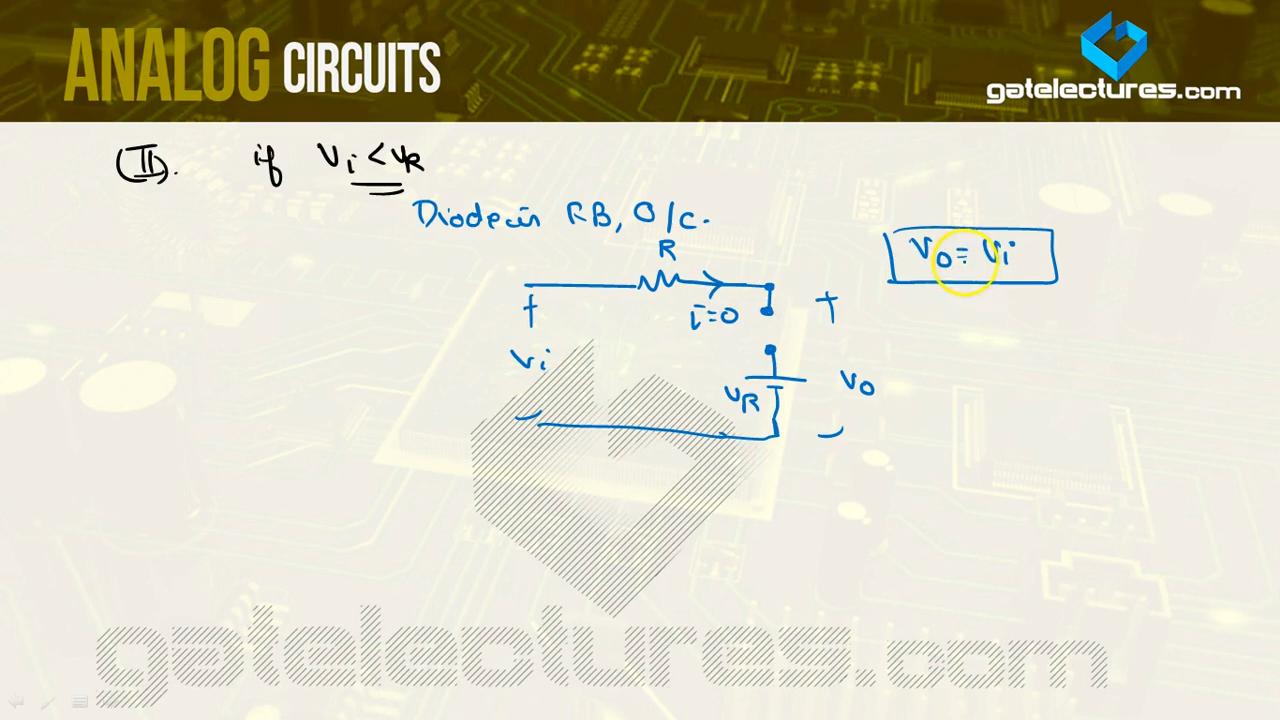 ANALOG CIRCUITS
gatelectures.com
(II). if Vi < VR
Diode in RB, O/C.
R
Vo = Vi
i=0
+ +
Vi
VR Vo
- -
gatelectures.com